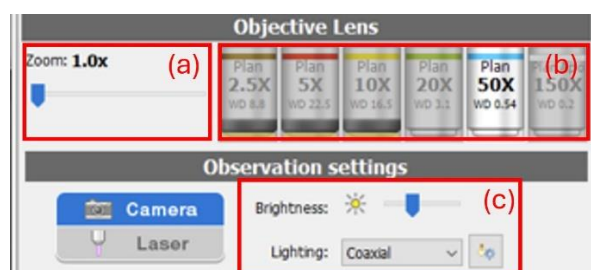 Objective Lens
Zoom: 1.0x
(a)
Plan 2.5X WD 8.8
Plan 5X WD 22.5
Plan 10X WD 16.5
Plan 20X WD 3.1
Plan 50X WD 0.54
150X WD 0.2
(b)
Observation settings
Camera
Laser
Brightness:
(c)
Lighting: Coaxial